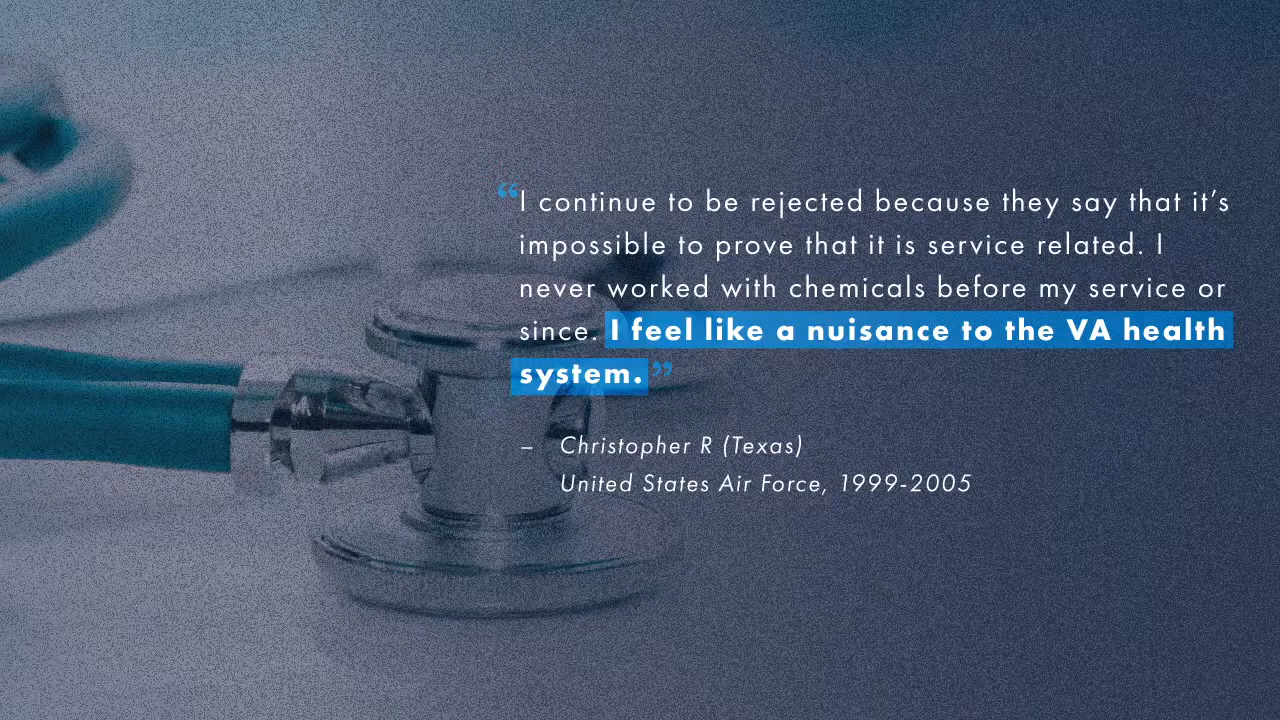 “I continue to be rejected because they say that it’s
impossible to prove that it is service related. I
never worked with chemicals before my service or
since. I feel like a nuisance to the VA health
system.”
– Christopher R (Texas)
United States Air Force, 1999-2005